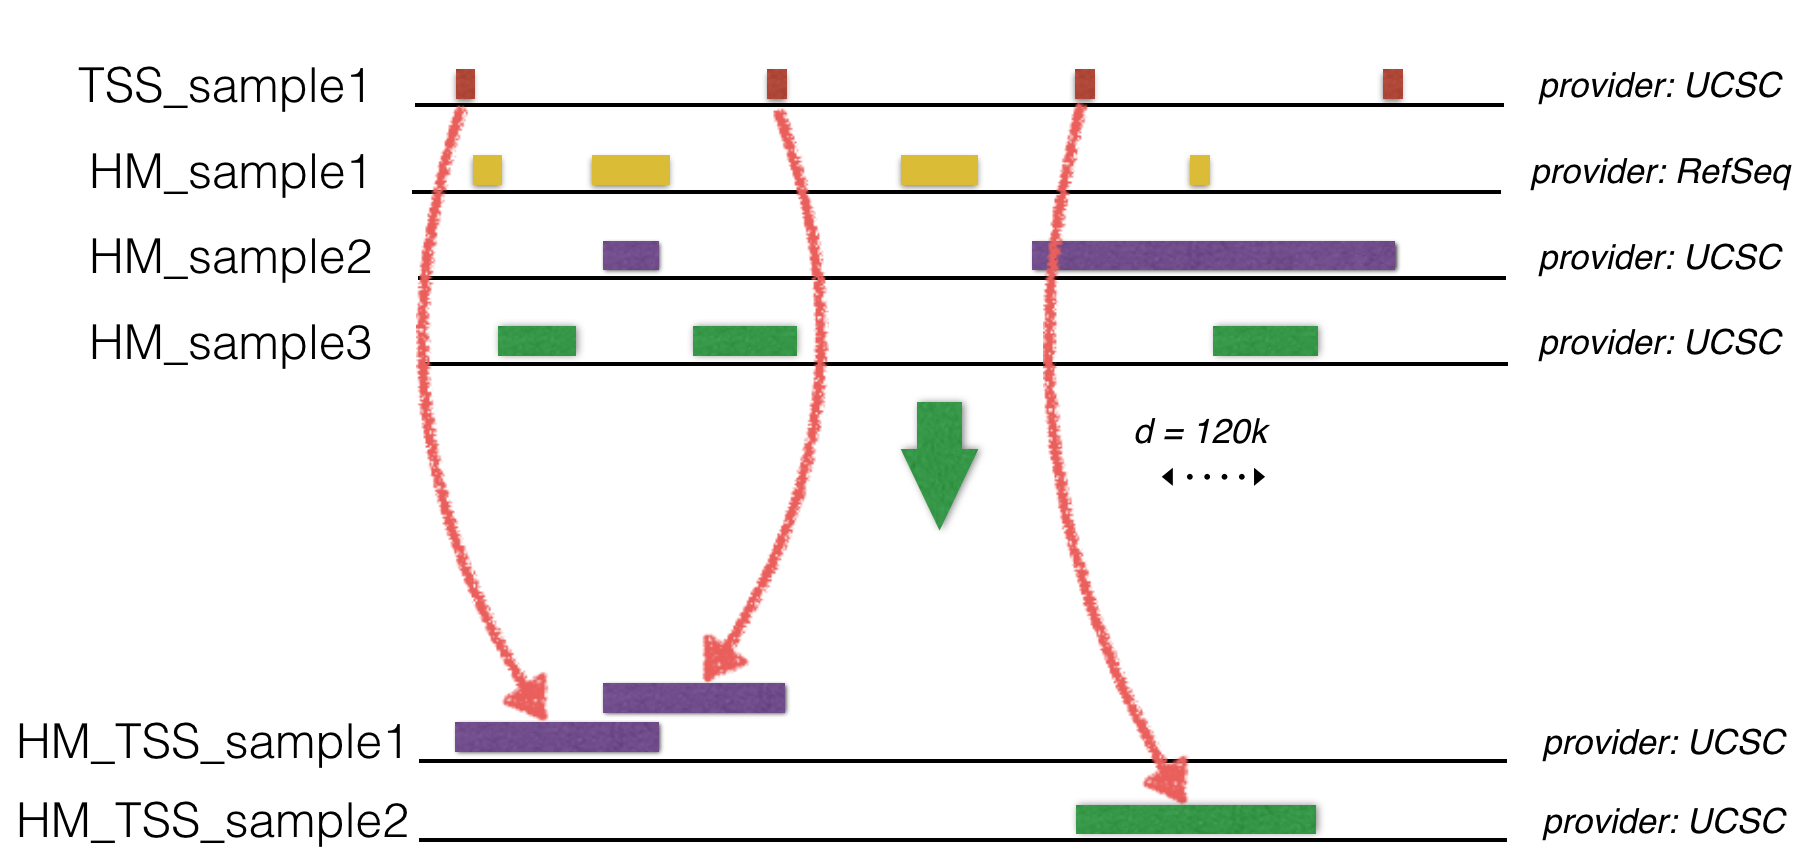 TSS_sample1 provider: UCSC
HM_sample1 provider: RefSeq
HM_sample2 provider: UCSC
HM_sample3 provider: UCSC
d = 120k
HM_TSS_sample1 provider: UCSC
HM_TSS_sample2 provider: UCSC